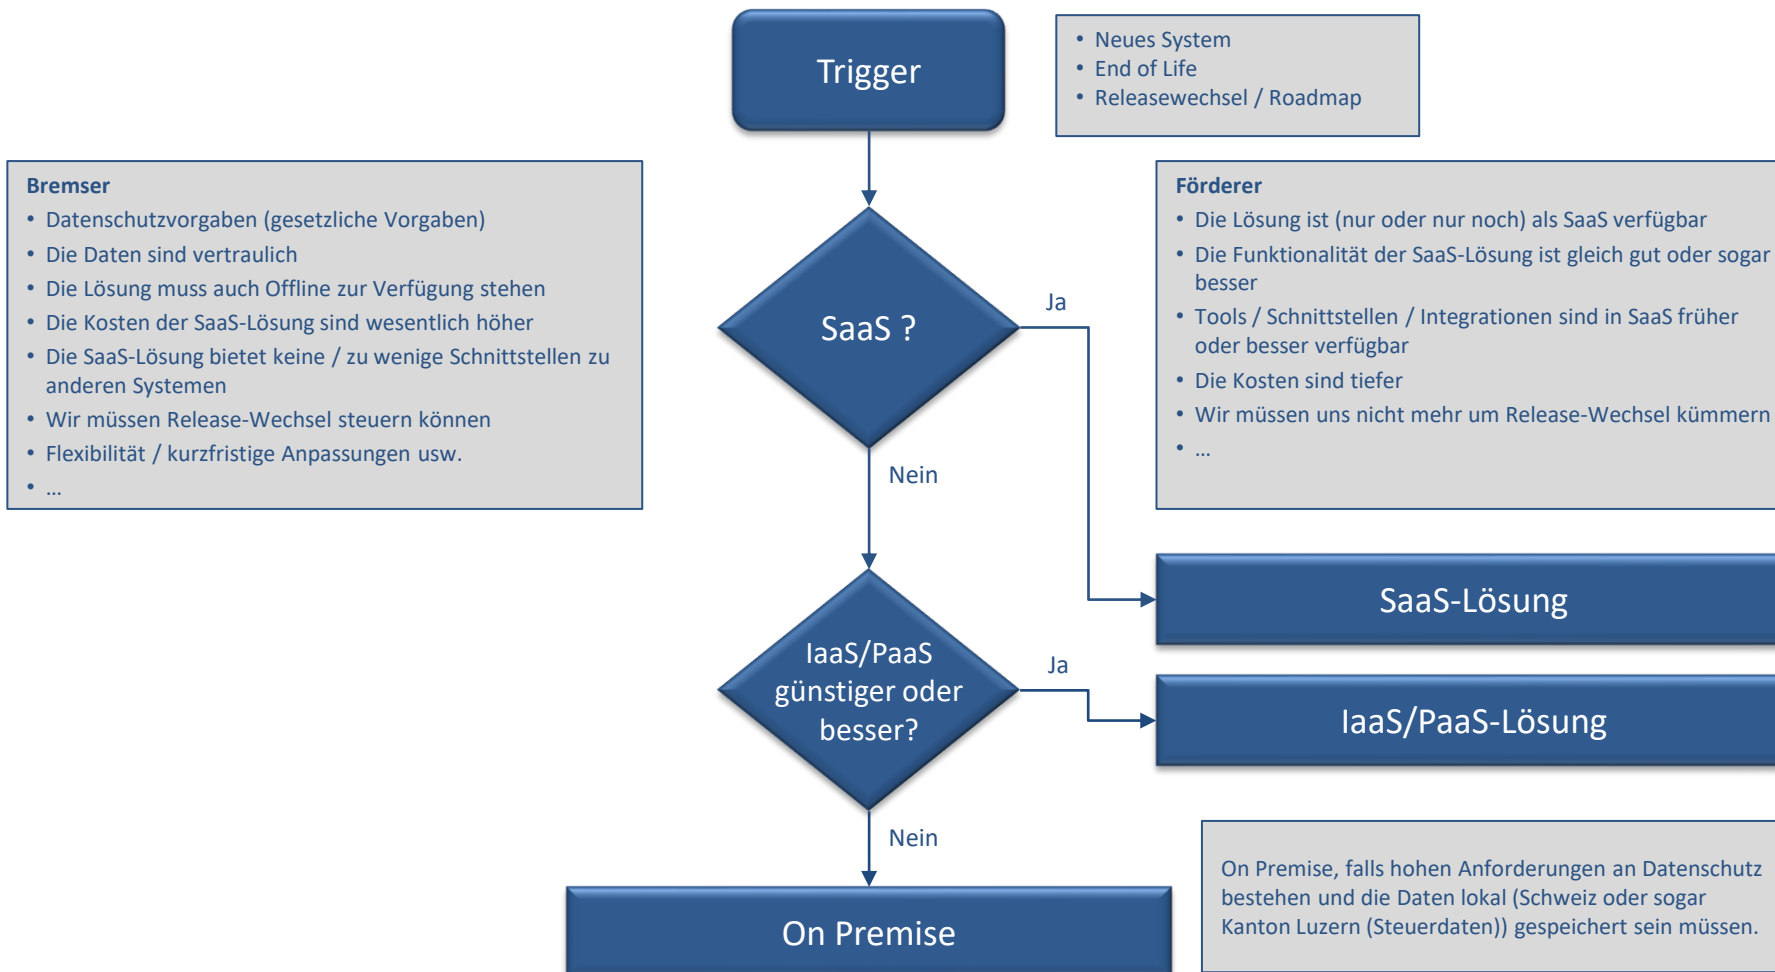 Trigger
• Neues System
• End of Life
• Releasewechsel / Roadmap
Bremser
• Datenschutzvorgaben (gesetzliche Vorgaben)
• Die Daten sind vertraulich
• Die Lösung muss auch Offline zur Verfügung stehen
• Die Kosten der SaaS-Lösung sind wesentlich höher
• Die SaaS-Lösung bietet keine / zu wenige Schnittstellen zu
anderen Systemen
• Wir müssen Release-Wechsel steuern können
• Flexibilität / kurzfristige Anpassungen usw.
• ...
Förderer
• Die Lösung ist (nur oder nur noch) als SaaS verfügbar
• Die Funktionalität der SaaS-Lösung ist gleich gut oder sogar
besser
• Tools / Schnittstellen / Integrationen sind in SaaS früher
oder besser verfügbar
• Die Kosten sind tiefer
• Wir müssen uns nicht mehr um Release-Wechsel kümmern
• ...
SaaS ?
Ja
Nein
SaaS-Lösung
IaaS/PaaS
günstiger oder
besser?
Ja
IaaS/PaaS-Lösung
Nein
On Premise
On Premise, falls hohen Anforderungen an Datenschutz
bestehen und die Daten lokal (Schweiz oder sogar
Kanton Luzern (Steuerdaten)) gespeichert sein müssen.